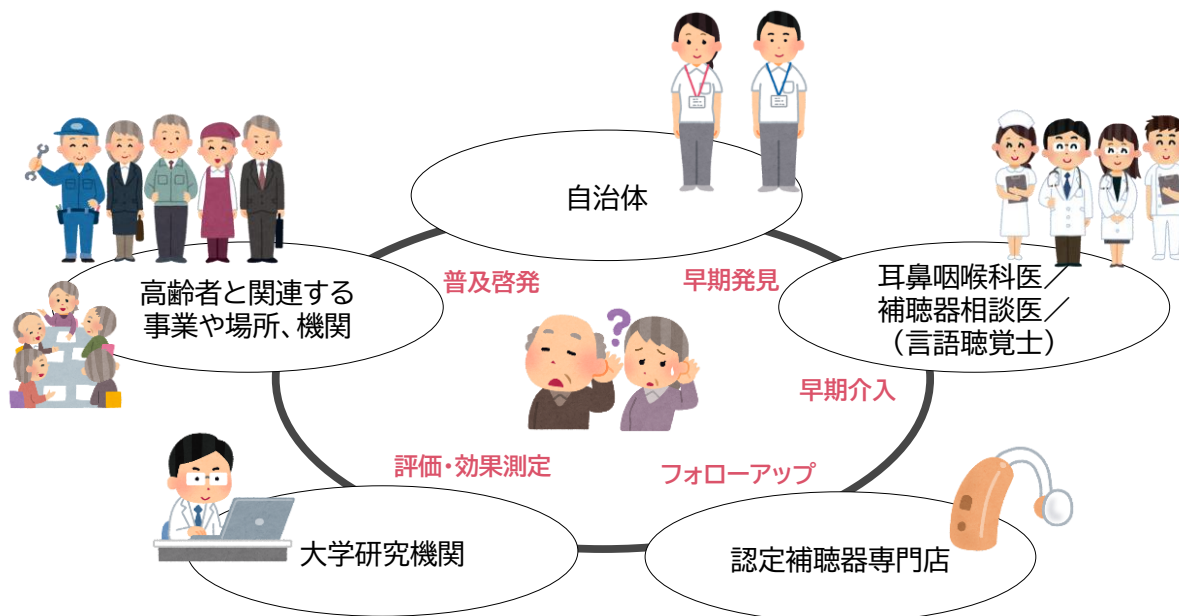 自治体
高齢者と関連する
事業や場所、機関
普及啓発
早期発見
耳鼻咽喉科医／
補聴器相談医／
（言語聴覚士）
早期介入
評価・効果測定
フォローアップ
大学研究機関
認定補聴器専門店